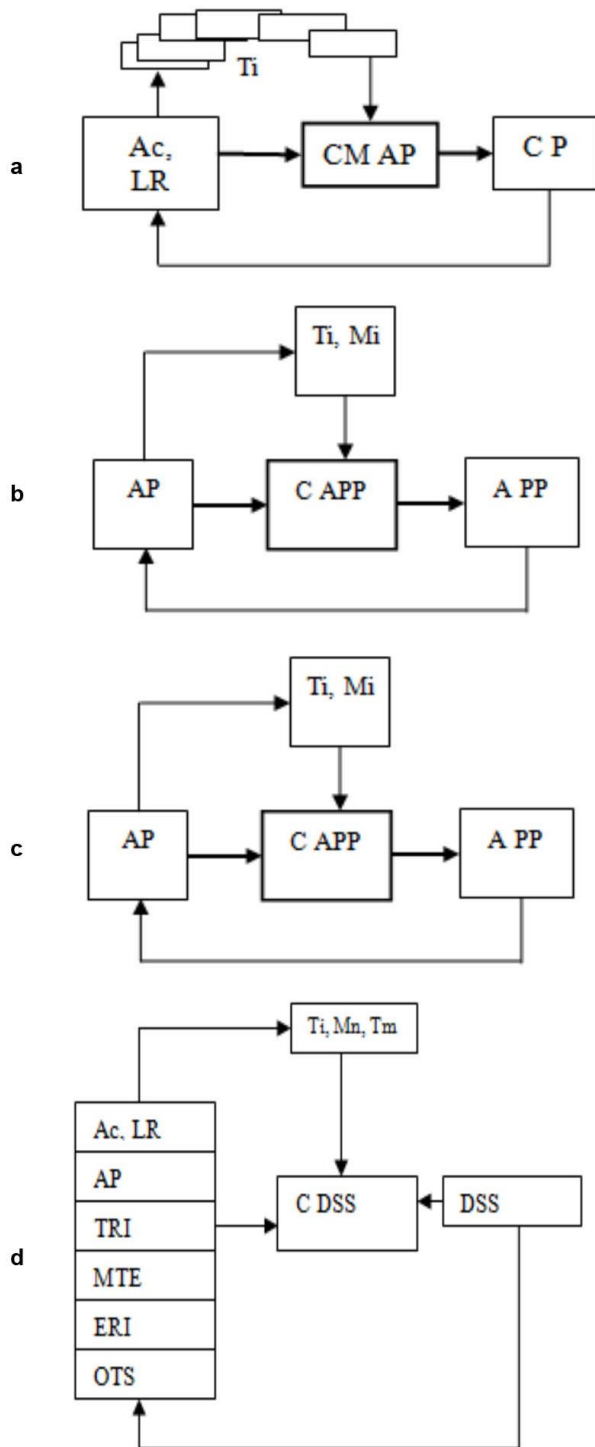 Ti
a
Ac,
LR
CM AP
C P
Ti, Mi
b
AP
C APP
A PP
Ti, Mi
c
AP
C APP
A PP
Ti, Mn, Tm
Ac, LR
AP
C DSS
DSS
TRI
d
MTE
ERI
OTS